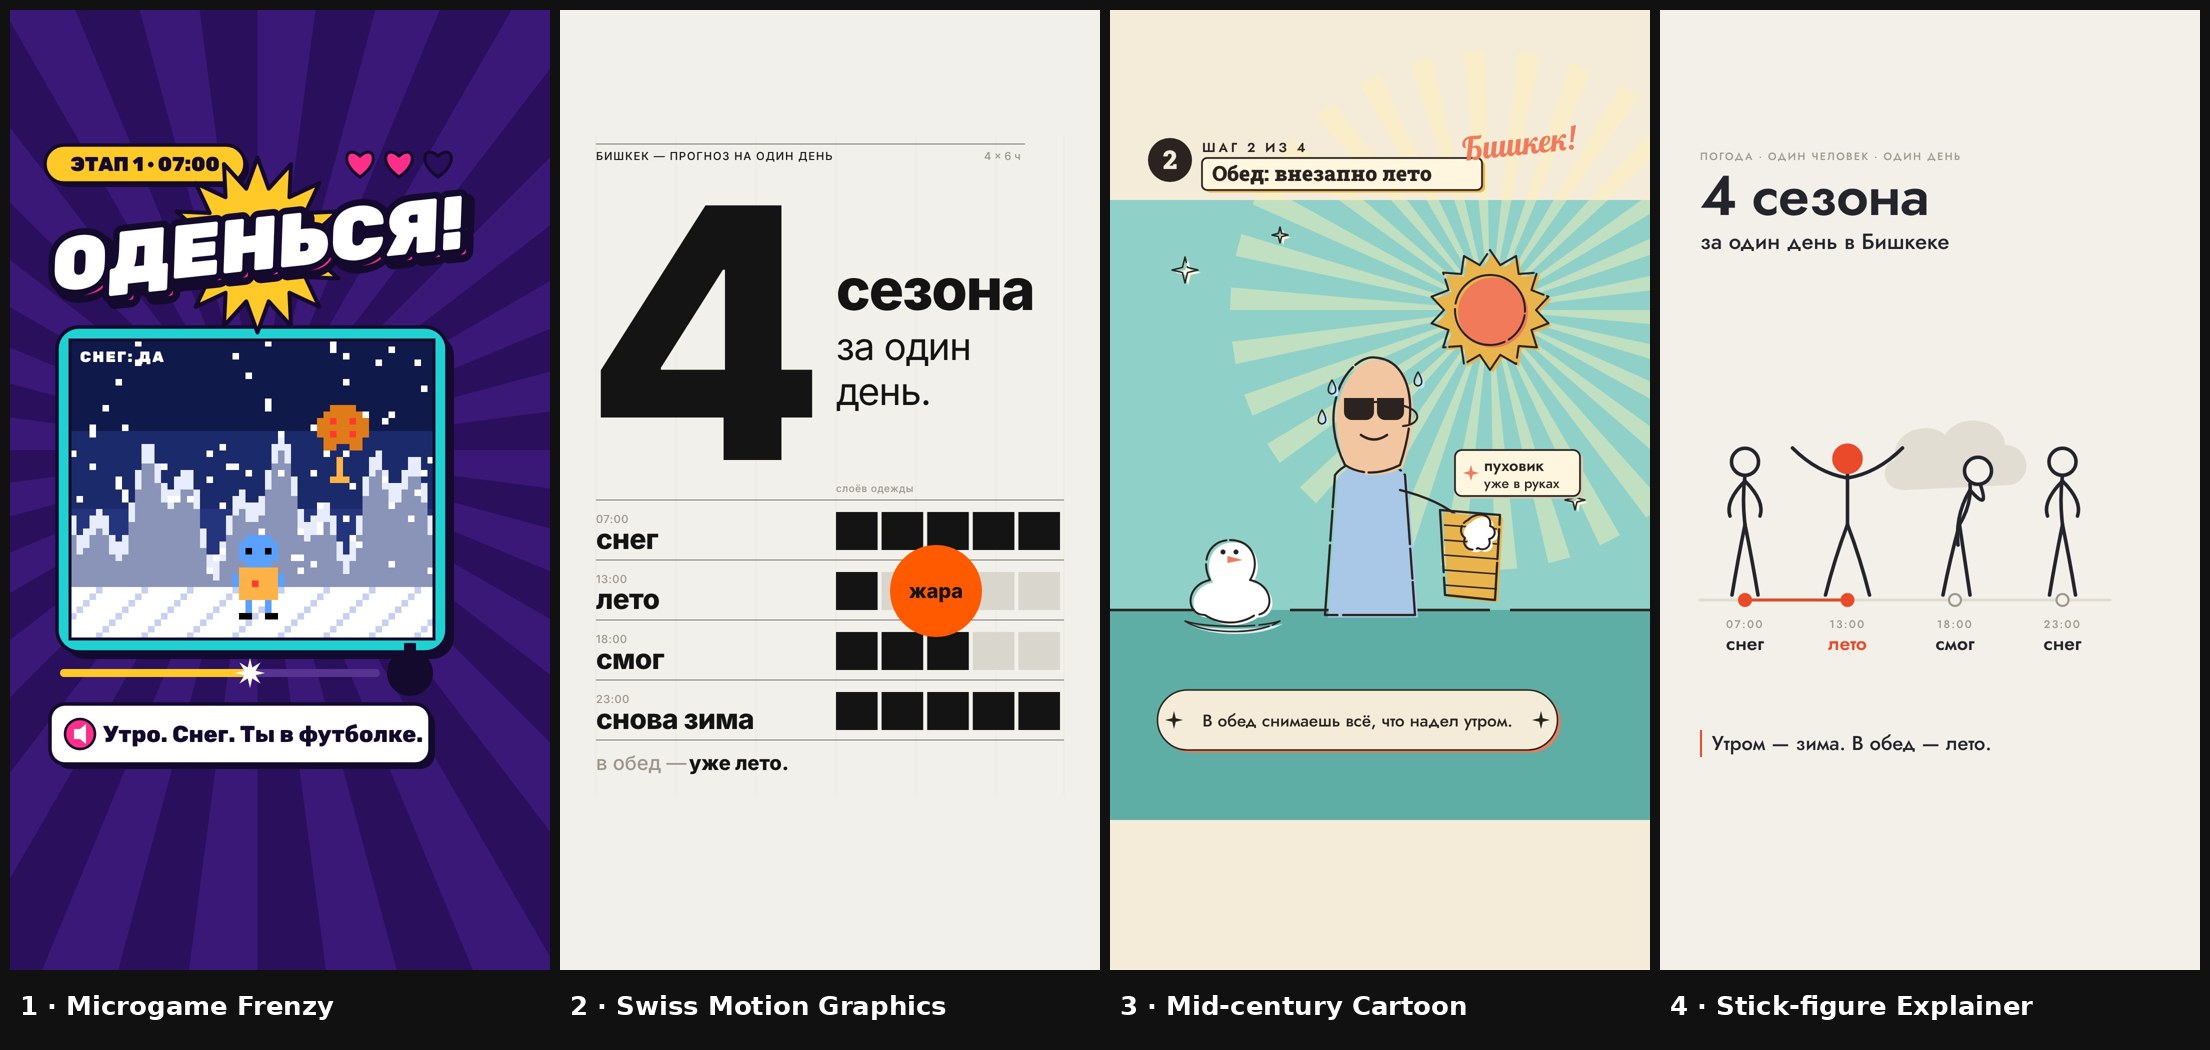 ЭТАП 1 · 07:00
ОДЕНЬСЯ!
СНЕГ: ДА
Утро. Снег. Ты в футболке.
1 · Microgame Frenzy
БИШКЕК — ПРОГНОЗ НА ОДИН ДЕНЬ
4 × 6 ч
4
сезона
за один
день.
слоёв одежды
07:00
снег
13:00
лето
жара
18:00
смог
23:00
снова зима
в обед — уже лето.
2 · Swiss Motion Graphics
2
ШАГ 2 ИЗ 4
Бишкек!
Обед: внезапно лето
пуховик
уже в руках
В обед снимаешь всё, что надел утром.
3 · Mid-century Cartoon
ПОГОДА · ОДИН ЧЕЛОВЕК · ОДИН ДЕНЬ
4 сезона
за один день в Бишкеке
07:00 13:00 18:00 23:00
снег лето смог снег
Утром — зима. В обед — лето.
4 · Stick-figure Explainer